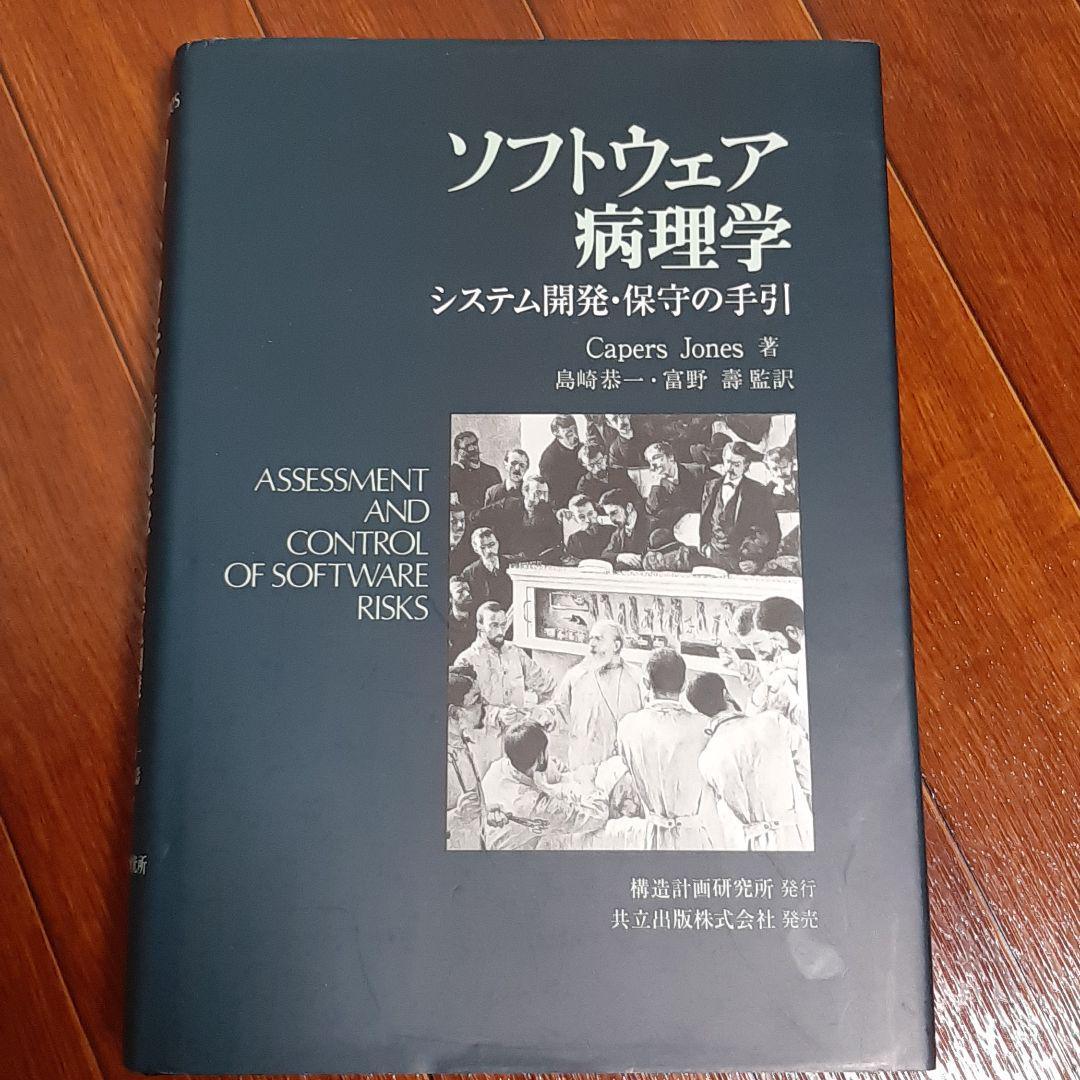 ソフトウェア
病理学
システム開発・保守の手引
Capers Jones 著
島崎恭一・富野 壽 監訳
ASSESSMENT
AND
CONTROL
OF SOFTWARE
RISKS
構造計画研究所 発行
共立出版株式会社 発売